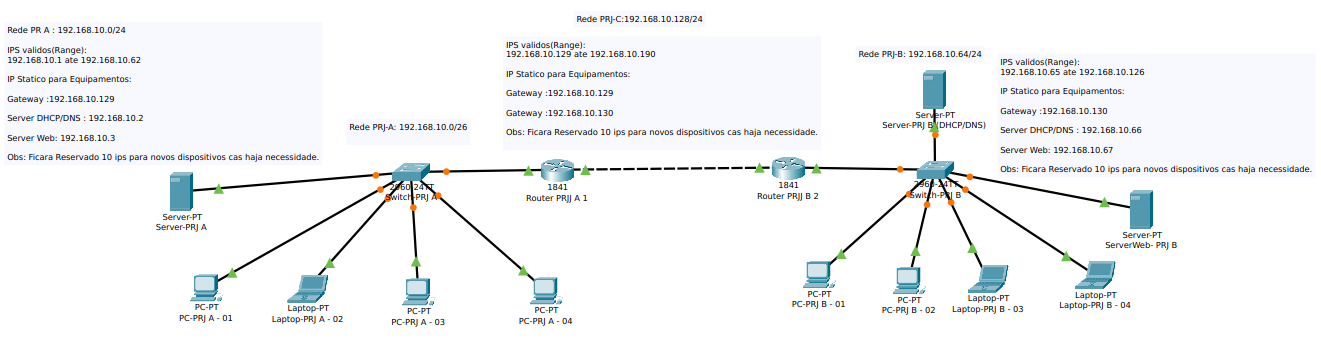 Rede PR A : 192.168.10.0/24
IPS validos(Range):
192.168.10.1 ate 192.168.10.62
IP Statico para Equipamentos:
Gateway :192.168.10.129
Server DHCP/DNS : 192.168.10.2
Server Web: 192.168.10.3
Obs: Ficara Reservado 10 ips para novos dispositivos cas haja necessidade.
Rede PRJ-A: 192.168.10.0/26
Rede PRJ-C:192.168.10.128/24
IPS validos(Range):
192.168.10.129 ate 192.168.10.190
IP Statico para Equipamentos:
Gateway :192.168.10.129
Gateway :192.168.10.130
Obs: Ficara Reservado 10 ips para novos dispositivos cas haja necessidade.
Rede PRJ-B: 192.168.10.64/24
IPS validos(Range):
192.168.10.65 ate 192.168.10.126
IP Statico para Equipamentos:
Gateway :192.168.10.130
Server DHCP/DNS : 192.168.10.66
Server Web: 192.168.10.67
Obs: Ficara Reservado 10 ips para novos dispositivos cas haja necessidade.
Server-PT
Server-PRJ B (DHCP/DNS)
2960-24TT
Switch-PRJ A
1841
Router PRJJ A 1
1841
Router PRJJ B 2
2960-24TT
Switch-PRJ B
Server-PT
Server-PRJ A
Server-PT
ServerWeb- PRJ B
PC-PT
PC-PRJ A - 01
Laptop-PT
Laptop-PRJ A - 02
PC-PT
PC-PRJ A - 03
PC-PT
PC-PRJ A - 04
PC-PT
PC-PRJ B - 01
PC-PT
PC-PRJ B - 02
Laptop-PT
Laptop-PRJ B - 03
Laptop-PT
Laptop-PRJ B - 04